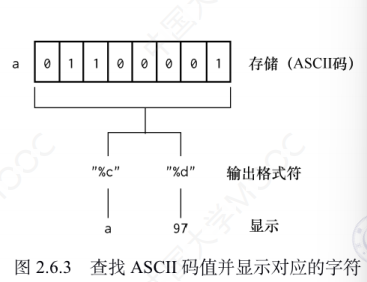 a 0 1 1 0 0 0 0 1 存储（ASCII码）
"%c" "%d" 输出格式符
a 97 显示
图 2.6.3 查找 ASCII 码值并显示对应的字符